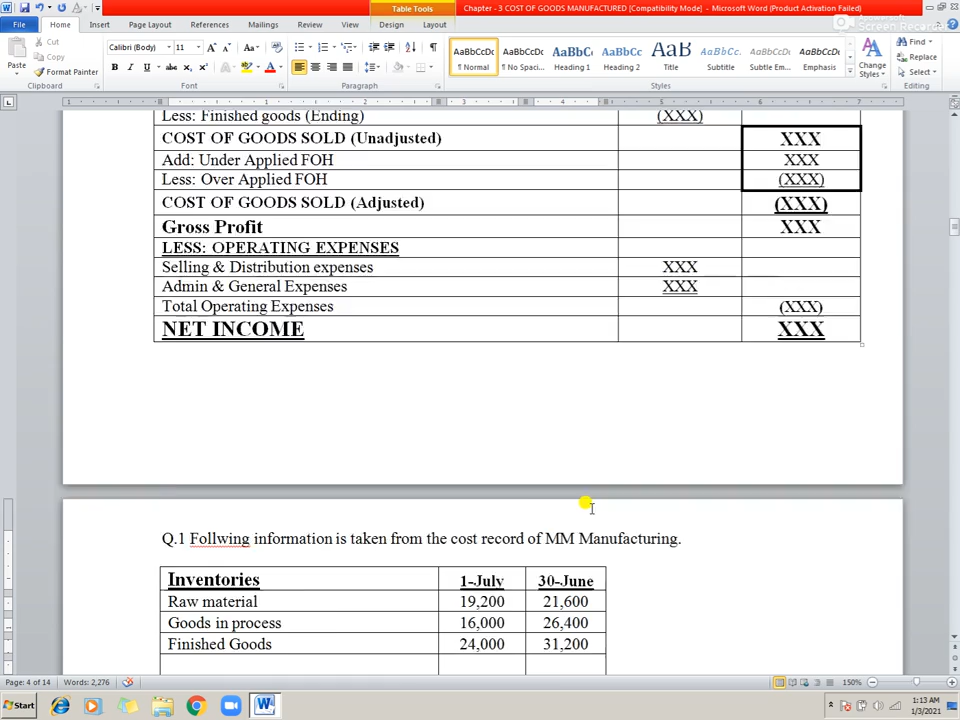 Chapter - 3 COST OF GOODS MANUFACTURED [Compatibility Mode] - Microsoft Word (Product Activation Failed)
Table Tools
File Home Insert Page Layout References Mailings Review View Design Layout
Screen Recorder
Paste
Cut
Copy
Format Painter
Calibri (Body) 11
AaBbCcDc AaBbCcDc AaBbC AaBbCc AaB AaBbCcL AaBbCcDc
¶ Normal ¶ No Spaci... Heading 1 Heading 2 Title Subtitle Subtle Em... Emphasis
Change Styles
Find
Replace
Select
Clipboard Font Paragraph Styles Editing
Less: Finished goods (Ending) (XXX)
COST OF GOODS SOLD (Unadjusted) XXX
Add: Under Applied FOH XXX
Less: Over Applied FOH (XXX)
COST OF GOODS SOLD (Adjusted) (XXX)
Gross Profit XXX
LESS: OPERATING EXPENSES
Selling & Distribution expenses XXX
Admin & General Expenses XXX
Total Operating Expenses (XXX)
NET INCOME XXX
Q.1 Follwing information is taken from the cost record of MM Manufacturing.
Inventories 1-July 30-June
Raw material 19,200 21,600
Goods in process 16,000 26,400
Finished Goods 24,000 31,200
Page: 4 of 14 Words: 2,276 150%
Start 1:13 AM
1/3/2021